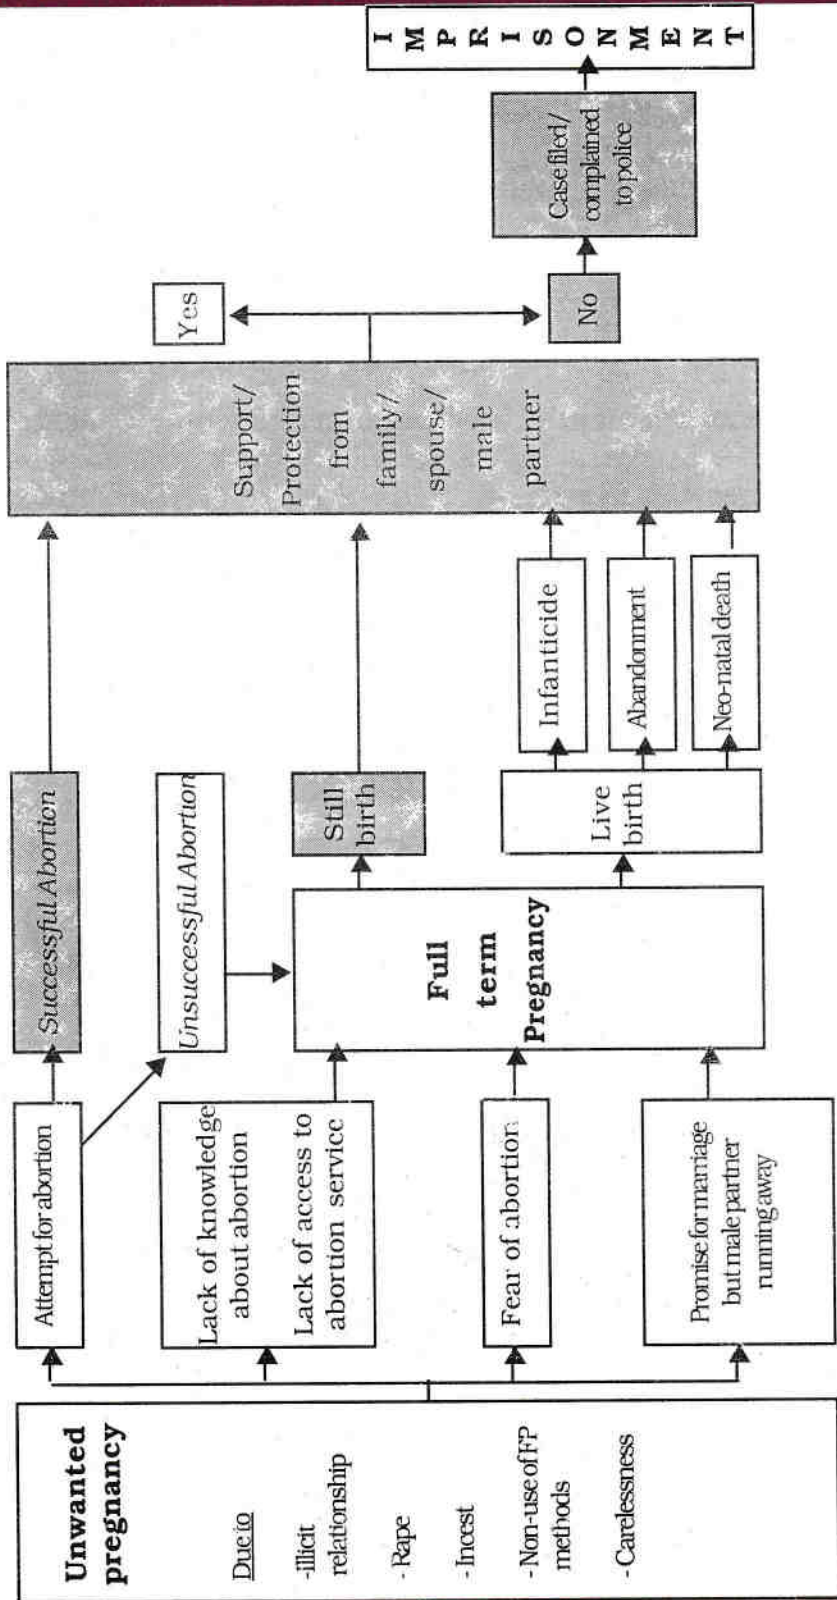 Unwanted
pregnancy
Due to
-illicit
relationship
- Rape
- Incest
- Non-use of FP
methods
- Carelessness
Attempt for abortion
Lack of knowledge
about abortion
Lack of access to
abortion service
Fear of abortion
Promise for marriage
but male partner
running away
Successful Abortion
Unsuccessful Abortion
Full
term
Pregnancy
Still
birth
Live
birth
Infanticide
Abandonment
Neo-natal death
Support/
Protection
from
family/
spouse/
male
partner
Yes
No
Case filed/
complained
to police
I
M
P
R
I
S
O
N
M
E
N
T